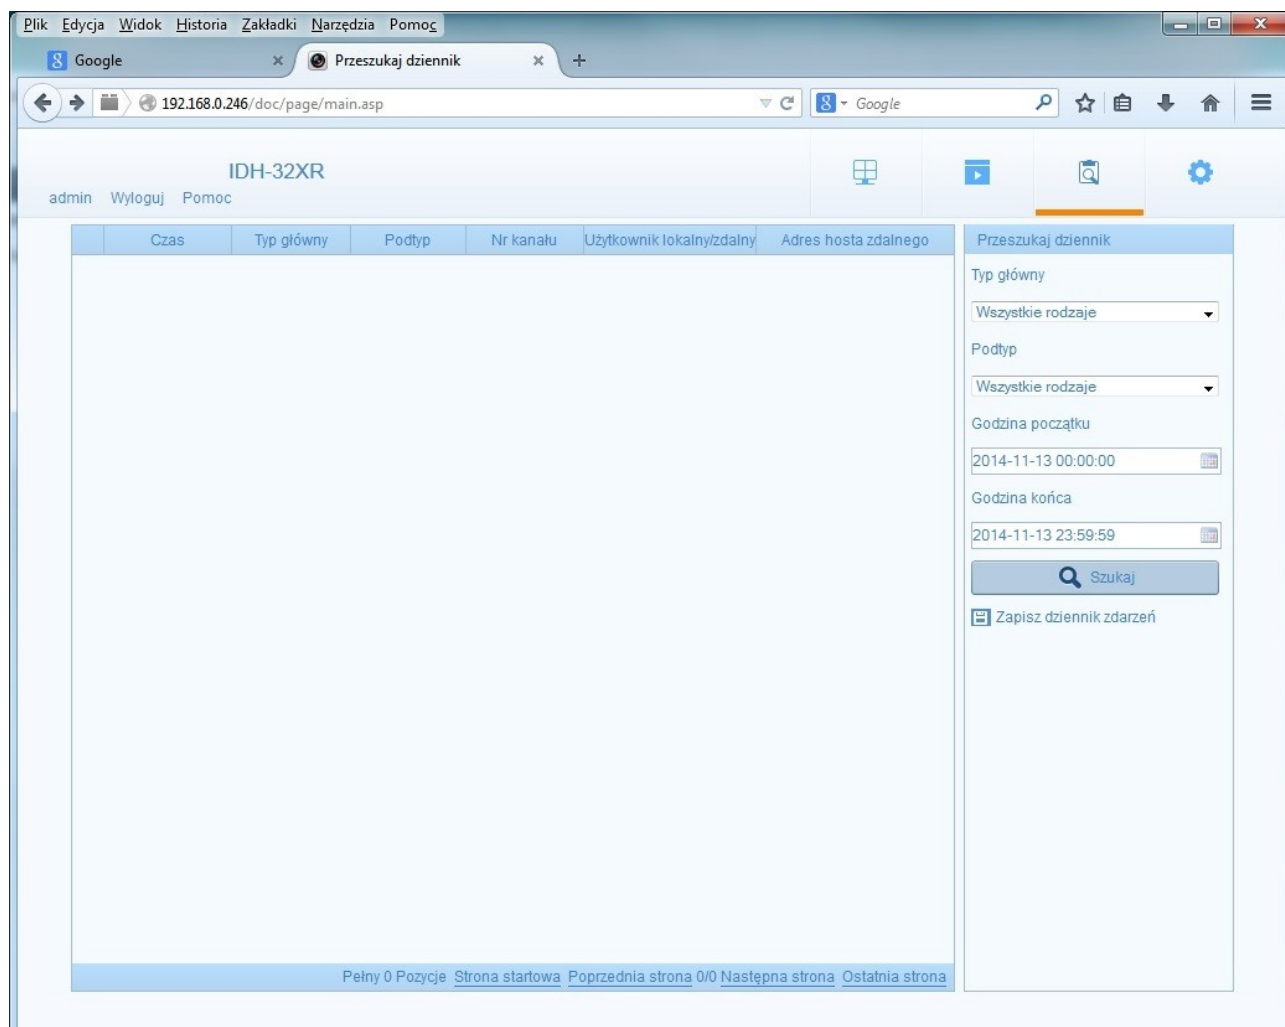 Plik Edycja Widok Historia Zakładki Narzędzia Pomoc
Google
Przeszukaj dziennik
192.168.0.246/doc/page/main.asp
Google
IDH-32XR
admin Wyloguj Pomoc
Czas Typ główny Podtyp Nr kanału Użytkownik lokalny/zdalny Adres hosta zdalnego
Przeszukaj dziennik
Typ główny
Wszystkie rodzaje
Podtyp
Wszystkie rodzaje
Godzina początku
2014-11-13 00:00:00
Godzina końca
2014-11-13 23:59:59
Szukaj
Zapisz dziennik zdarzeń
Pełny 0 Pozycje Strona startowa Poprzednia strona 0/0 Następna strona Ostatnia strona